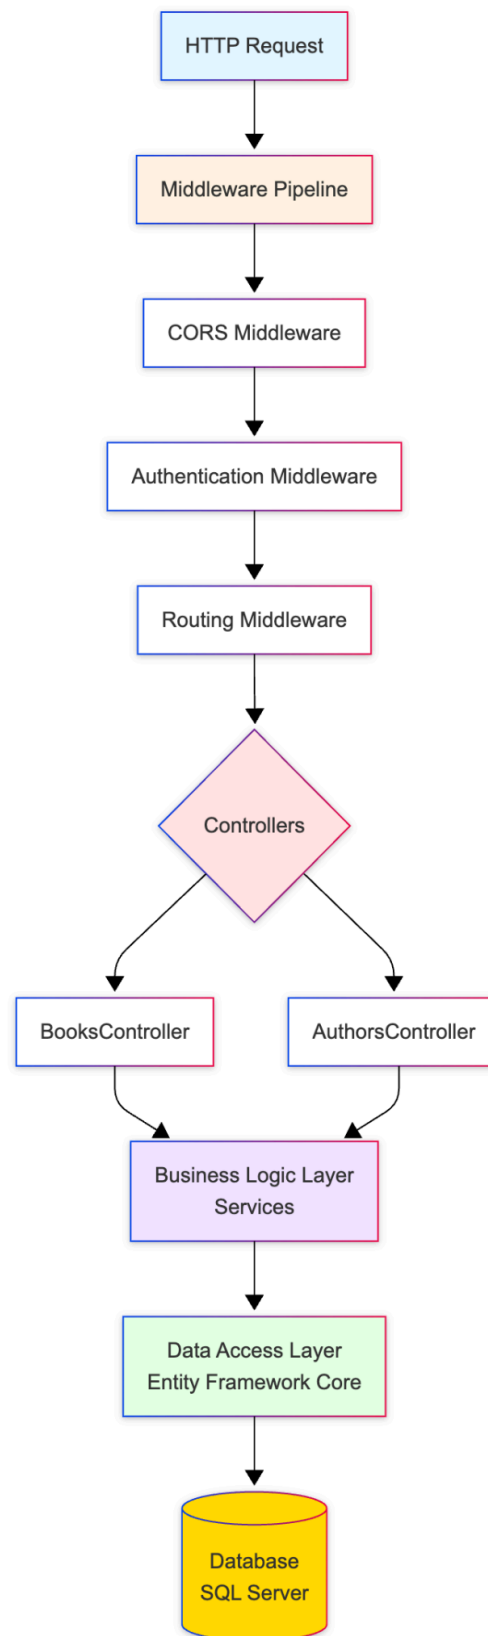 HTTP Request
Middleware Pipeline
CORS Middleware
Authentication Middleware
Routing Middleware
Controllers
BooksController
AuthorsController
Business Logic Layer
Services
Data Access Layer
Entity Framework Core
Database
SQL Server